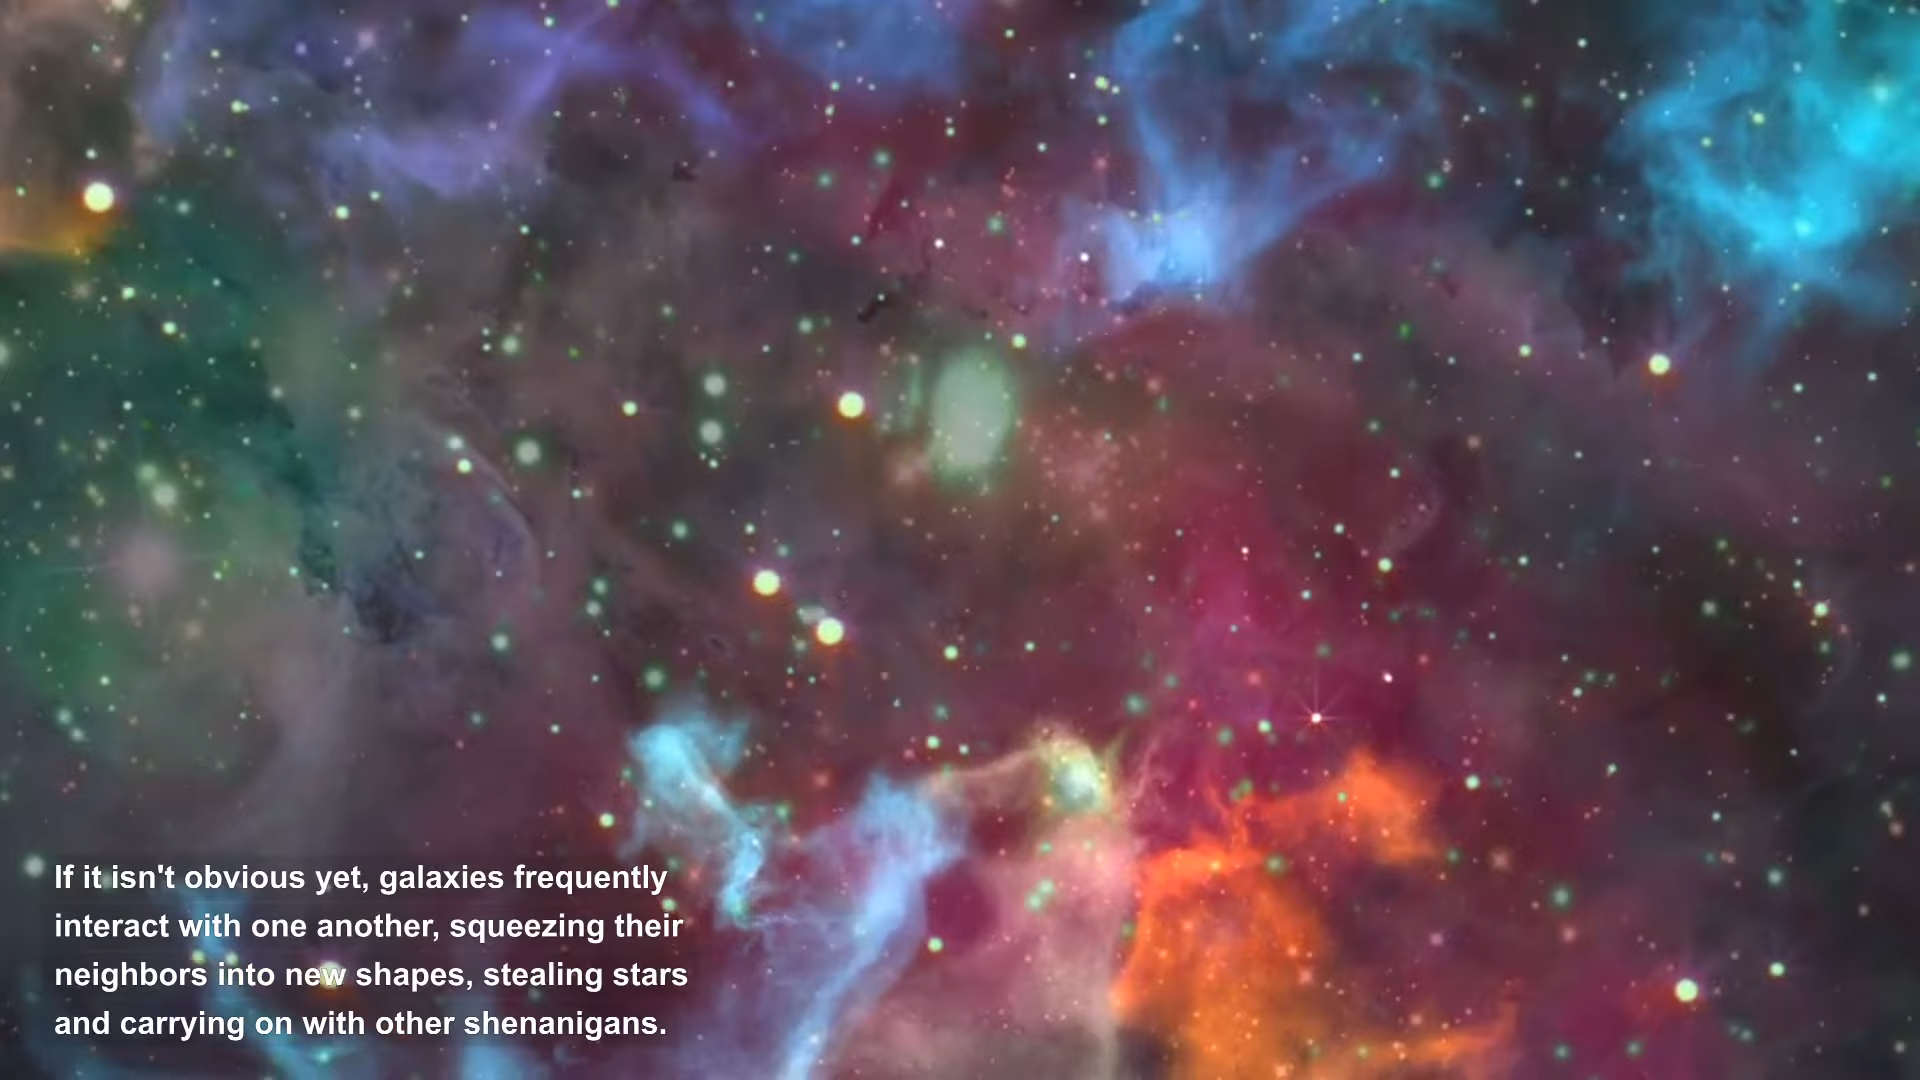 If it isn't obvious yet, galaxies frequently
interact with one another, squeezing their
neighbors into new shapes, stealing stars
and carrying on with other shenanigans.